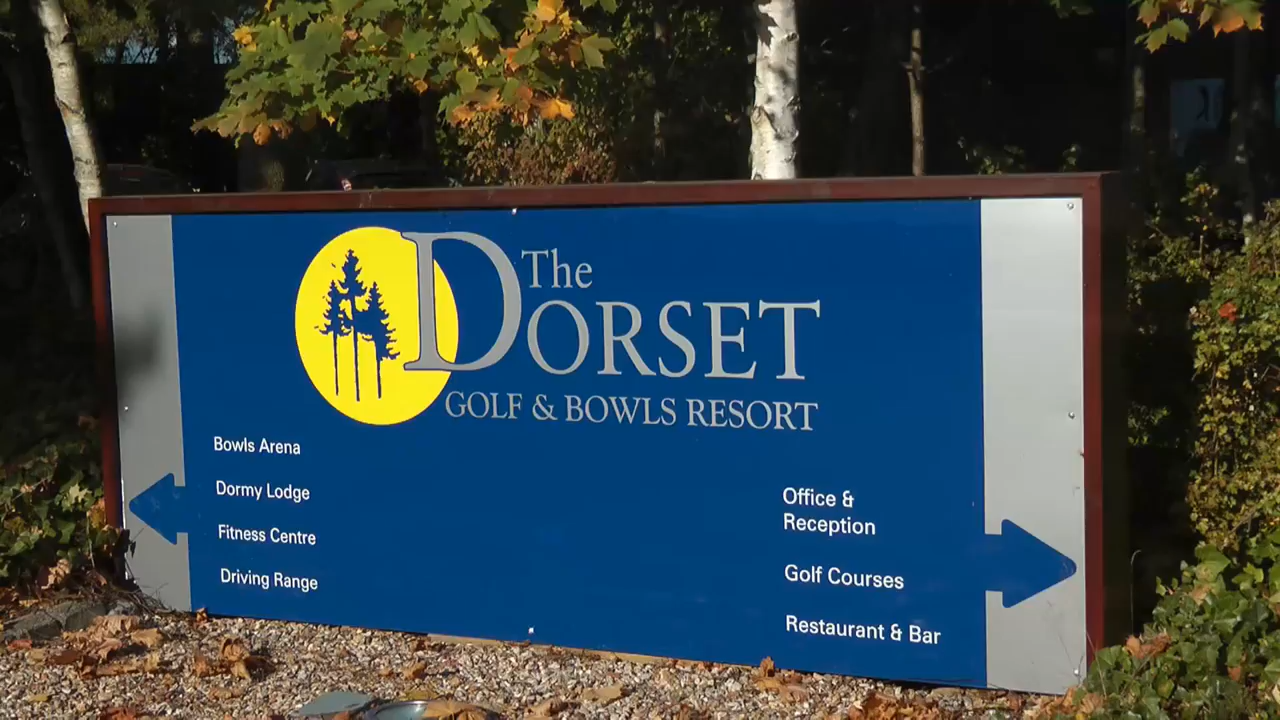 The
DORSET
GOLF & BOWLS RESORT
Bowls Arena
Dormy Lodge
Fitness Centre
Driving Range
Office &
Reception
Golf Courses
Restaurant & Bar